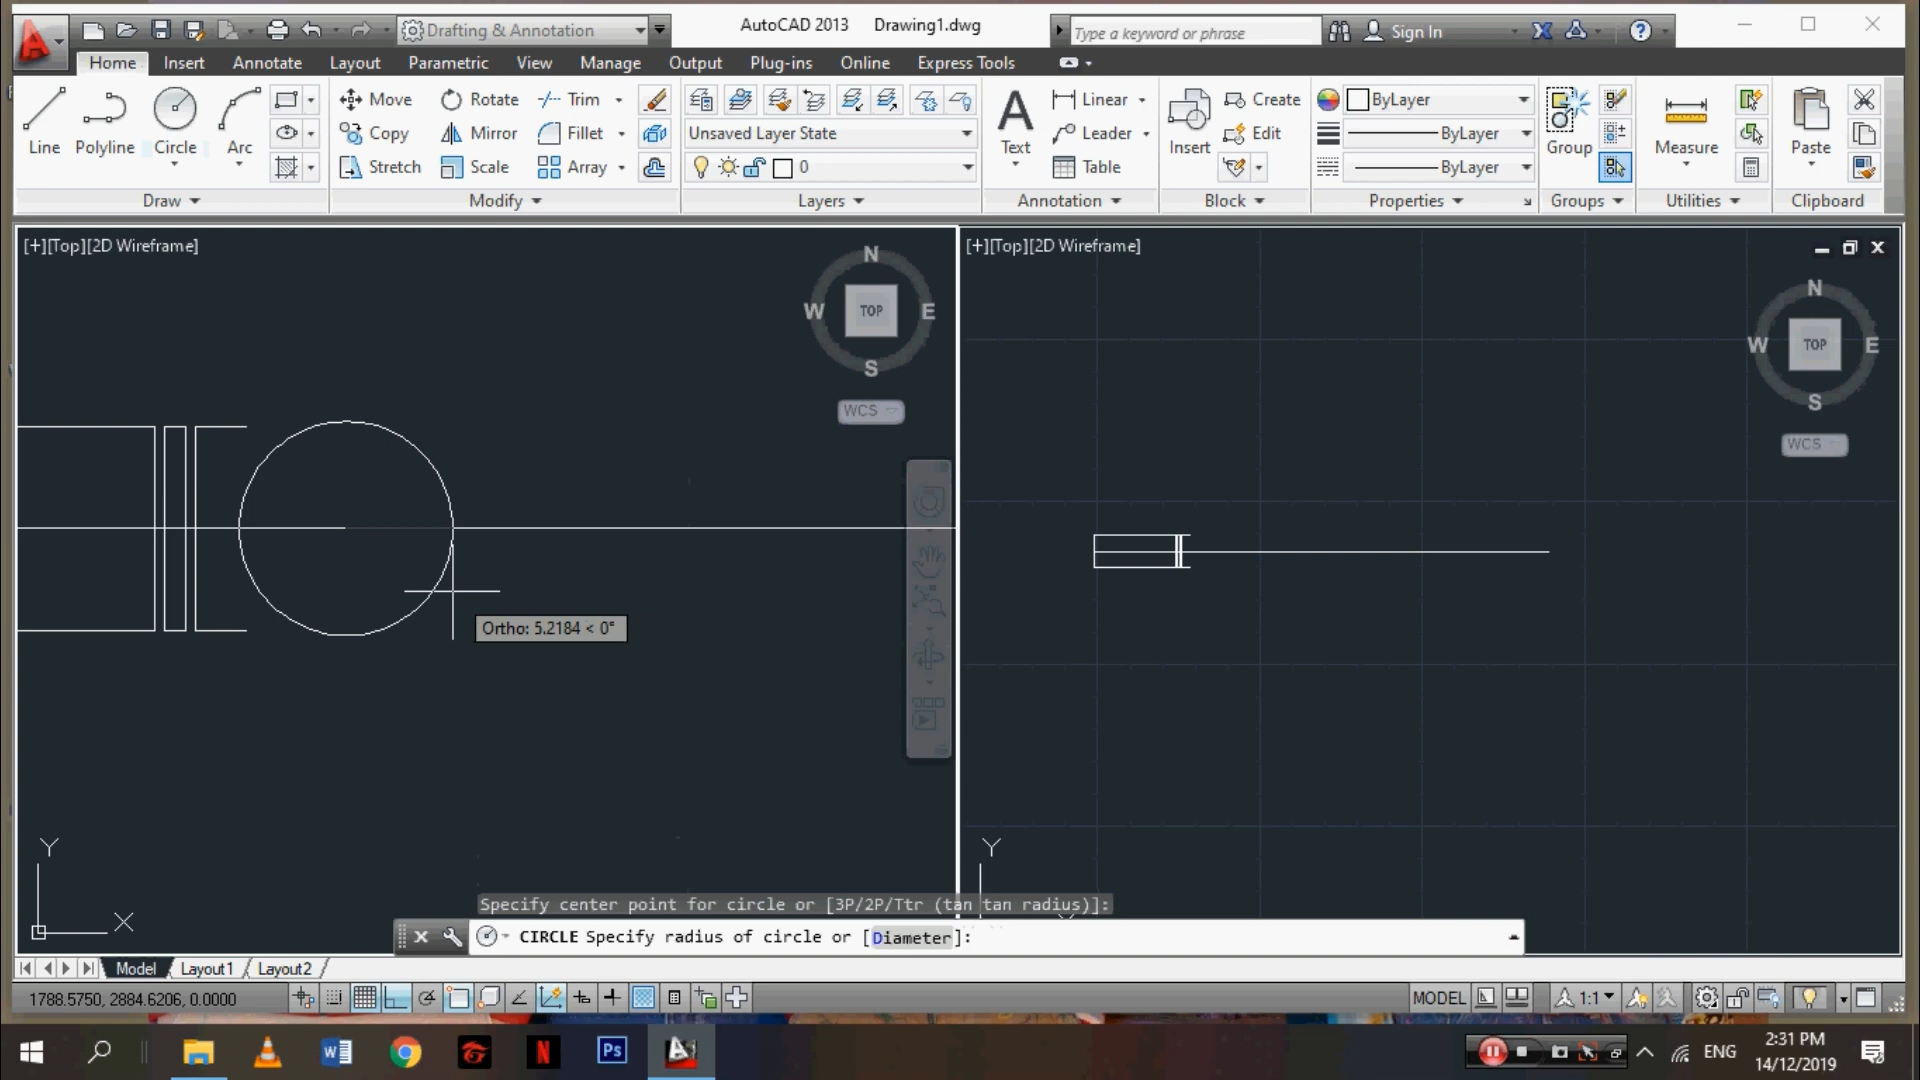 AutoCAD 2013 Drawing1.dwg
Drafting & Annotation
Type a keyword or phrase
Sign In
Home Insert Annotate Layout Parametric View Manage Output Plug-ins Online Express Tools
Line Polyline Circle Arc
Move Rotate Trim
Copy Mirror Fillet
Stretch Scale Array
Unsaved Layer State
0
Text
Linear
Leader
Table
Insert
Create
Edit
ByLayer
ByLayer
ByLayer
Group
Measure
Paste
Draw Modify Layers Annotation Block Properties Groups Utilities Clipboard
[+][Top][2D Wireframe]
N
W TOP E
S
WCS
[+][Top][2D Wireframe]
N
W TOP E
S
WCS
Ortho: 5.2184 < 0°
Y
X
Y
Specify center point for circle or [3P/2P/Ttr (tan tan radius)]:
CIRCLE Specify radius of circle or [Diameter]:
Model Layout1 Layout2
1788.5750, 2884.6206, 0.0000
MODEL 1:1
Ps
ENG
2:31 PM
14/12/2019